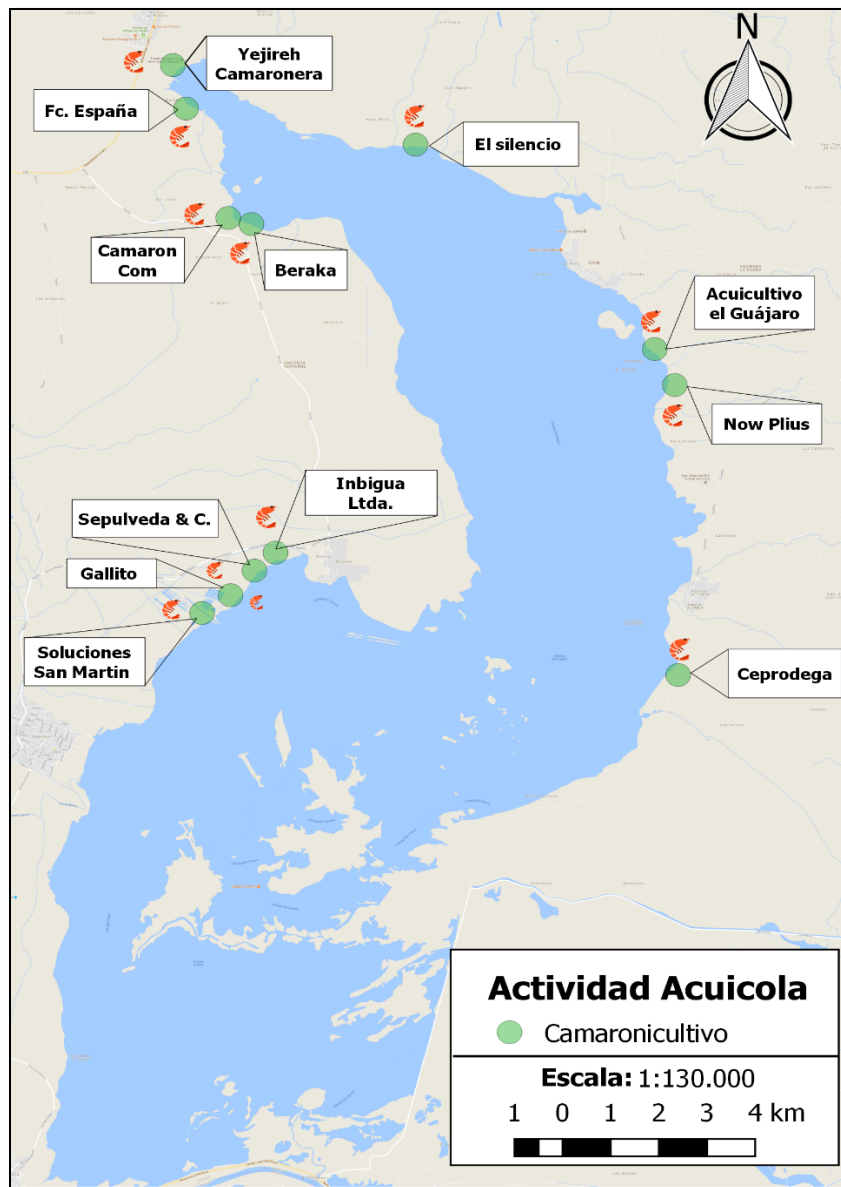 N
Yejireh
Camaronera
Fc. España
El silencio
Camaron
Com
Beraka
Acuicultivo
el Guájaro
Now Plius
Inbigua
Ltda.
Sepulveda & C.
Gallito
Soluciones
San Martin
Ceprodega
Actividad Acuicola
Camaronicultivo
Escala: 1:130.000
1 0 1 2 3 4 km